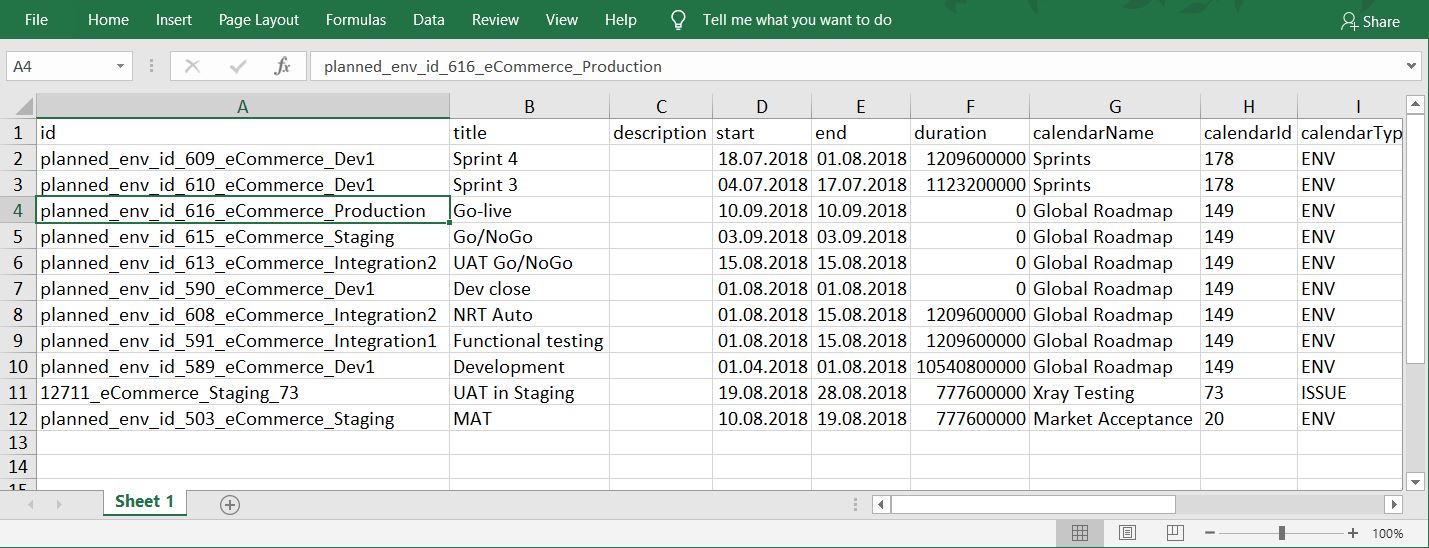 File Home Insert Page Layout Formulas Data Review View Help Tell me what you want to do Share
A4 fx planned_env_id_616_eCommerce_Production
A B C D E F G H I
1 id title description start end duration calendarName calendarId calendarTyp
2 planned_env_id_609_eCommerce_Dev1 Sprint 4 18.07.2018 01.08.2018 1209600000 Sprints 178 ENV
3 planned_env_id_610_eCommerce_Dev1 Sprint 3 04.07.2018 17.07.2018 1123200000 Sprints 178 ENV
4 planned_env_id_616_eCommerce_Production Go-live 10.09.2018 10.09.2018 0 Global Roadmap 149 ENV
5 planned_env_id_615_eCommerce_Staging Go/NoGo 03.09.2018 03.09.2018 0 Global Roadmap 149 ENV
6 planned_env_id_613_eCommerce_Integration2 UAT Go/NoGo 15.08.2018 15.08.2018 0 Global Roadmap 149 ENV
7 planned_env_id_590_eCommerce_Dev1 Dev close 01.08.2018 01.08.2018 0 Global Roadmap 149 ENV
8 planned_env_id_608_eCommerce_Integration2 NRT Auto 01.08.2018 15.08.2018 1209600000 Global Roadmap 149 ENV
9 planned_env_id_591_eCommerce_Integration1 Functional testing 01.08.2018 15.08.2018 1209600000 Global Roadmap 149 ENV
10 planned_env_id_589_eCommerce_Dev1 Development 01.04.2018 01.08.2018 10540800000 Global Roadmap 149 ENV
11 12711_eCommerce_Staging_73 UAT in Staging 19.08.2018 28.08.2018 777600000 Xray Testing 73 ISSUE
12 planned_env_id_503_eCommerce_Staging MAT 10.08.2018 19.08.2018 777600000 Market Acceptance 20 ENV
13
14
15
Sheet 1
100%